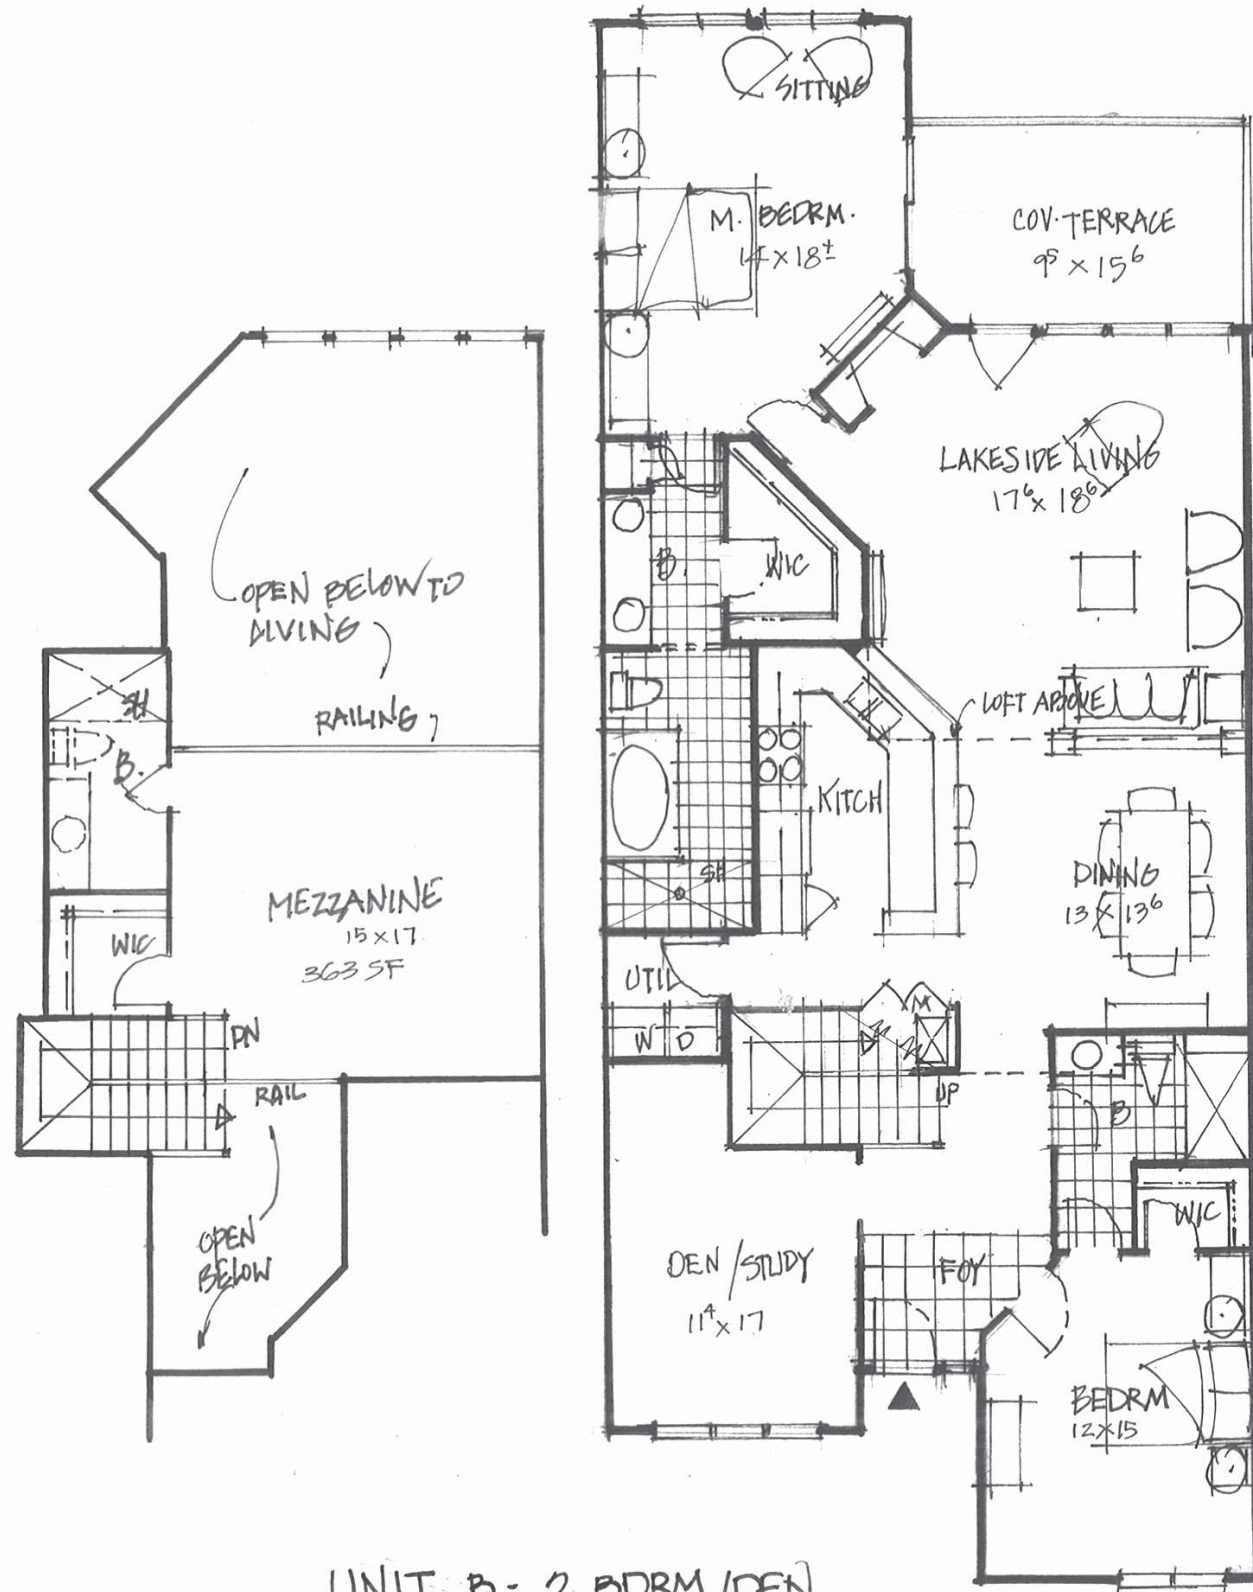 SITTING
M. BEDRM.
14 x 18±
COV. TERRACE
9⁵ x 15⁶
LAKESIDE LIVING
17⁶ x 18⁶
B.
WIC
OPEN BELOW TO
LIVING
RAILING
LOFT ABOVE
SH
B.
KITCH
SH
DINING
13 x 13⁶
MEZZANINE
15 x 17
363 SF
WIC
UTIL
W D
M
DN
RAIL
UP
B
WIC
OPEN
BELOW
DEN / STUDY
11⁴ x 17
FOY
BEDRM
12 x 15
UNIT B - 2 BDRM /DEN